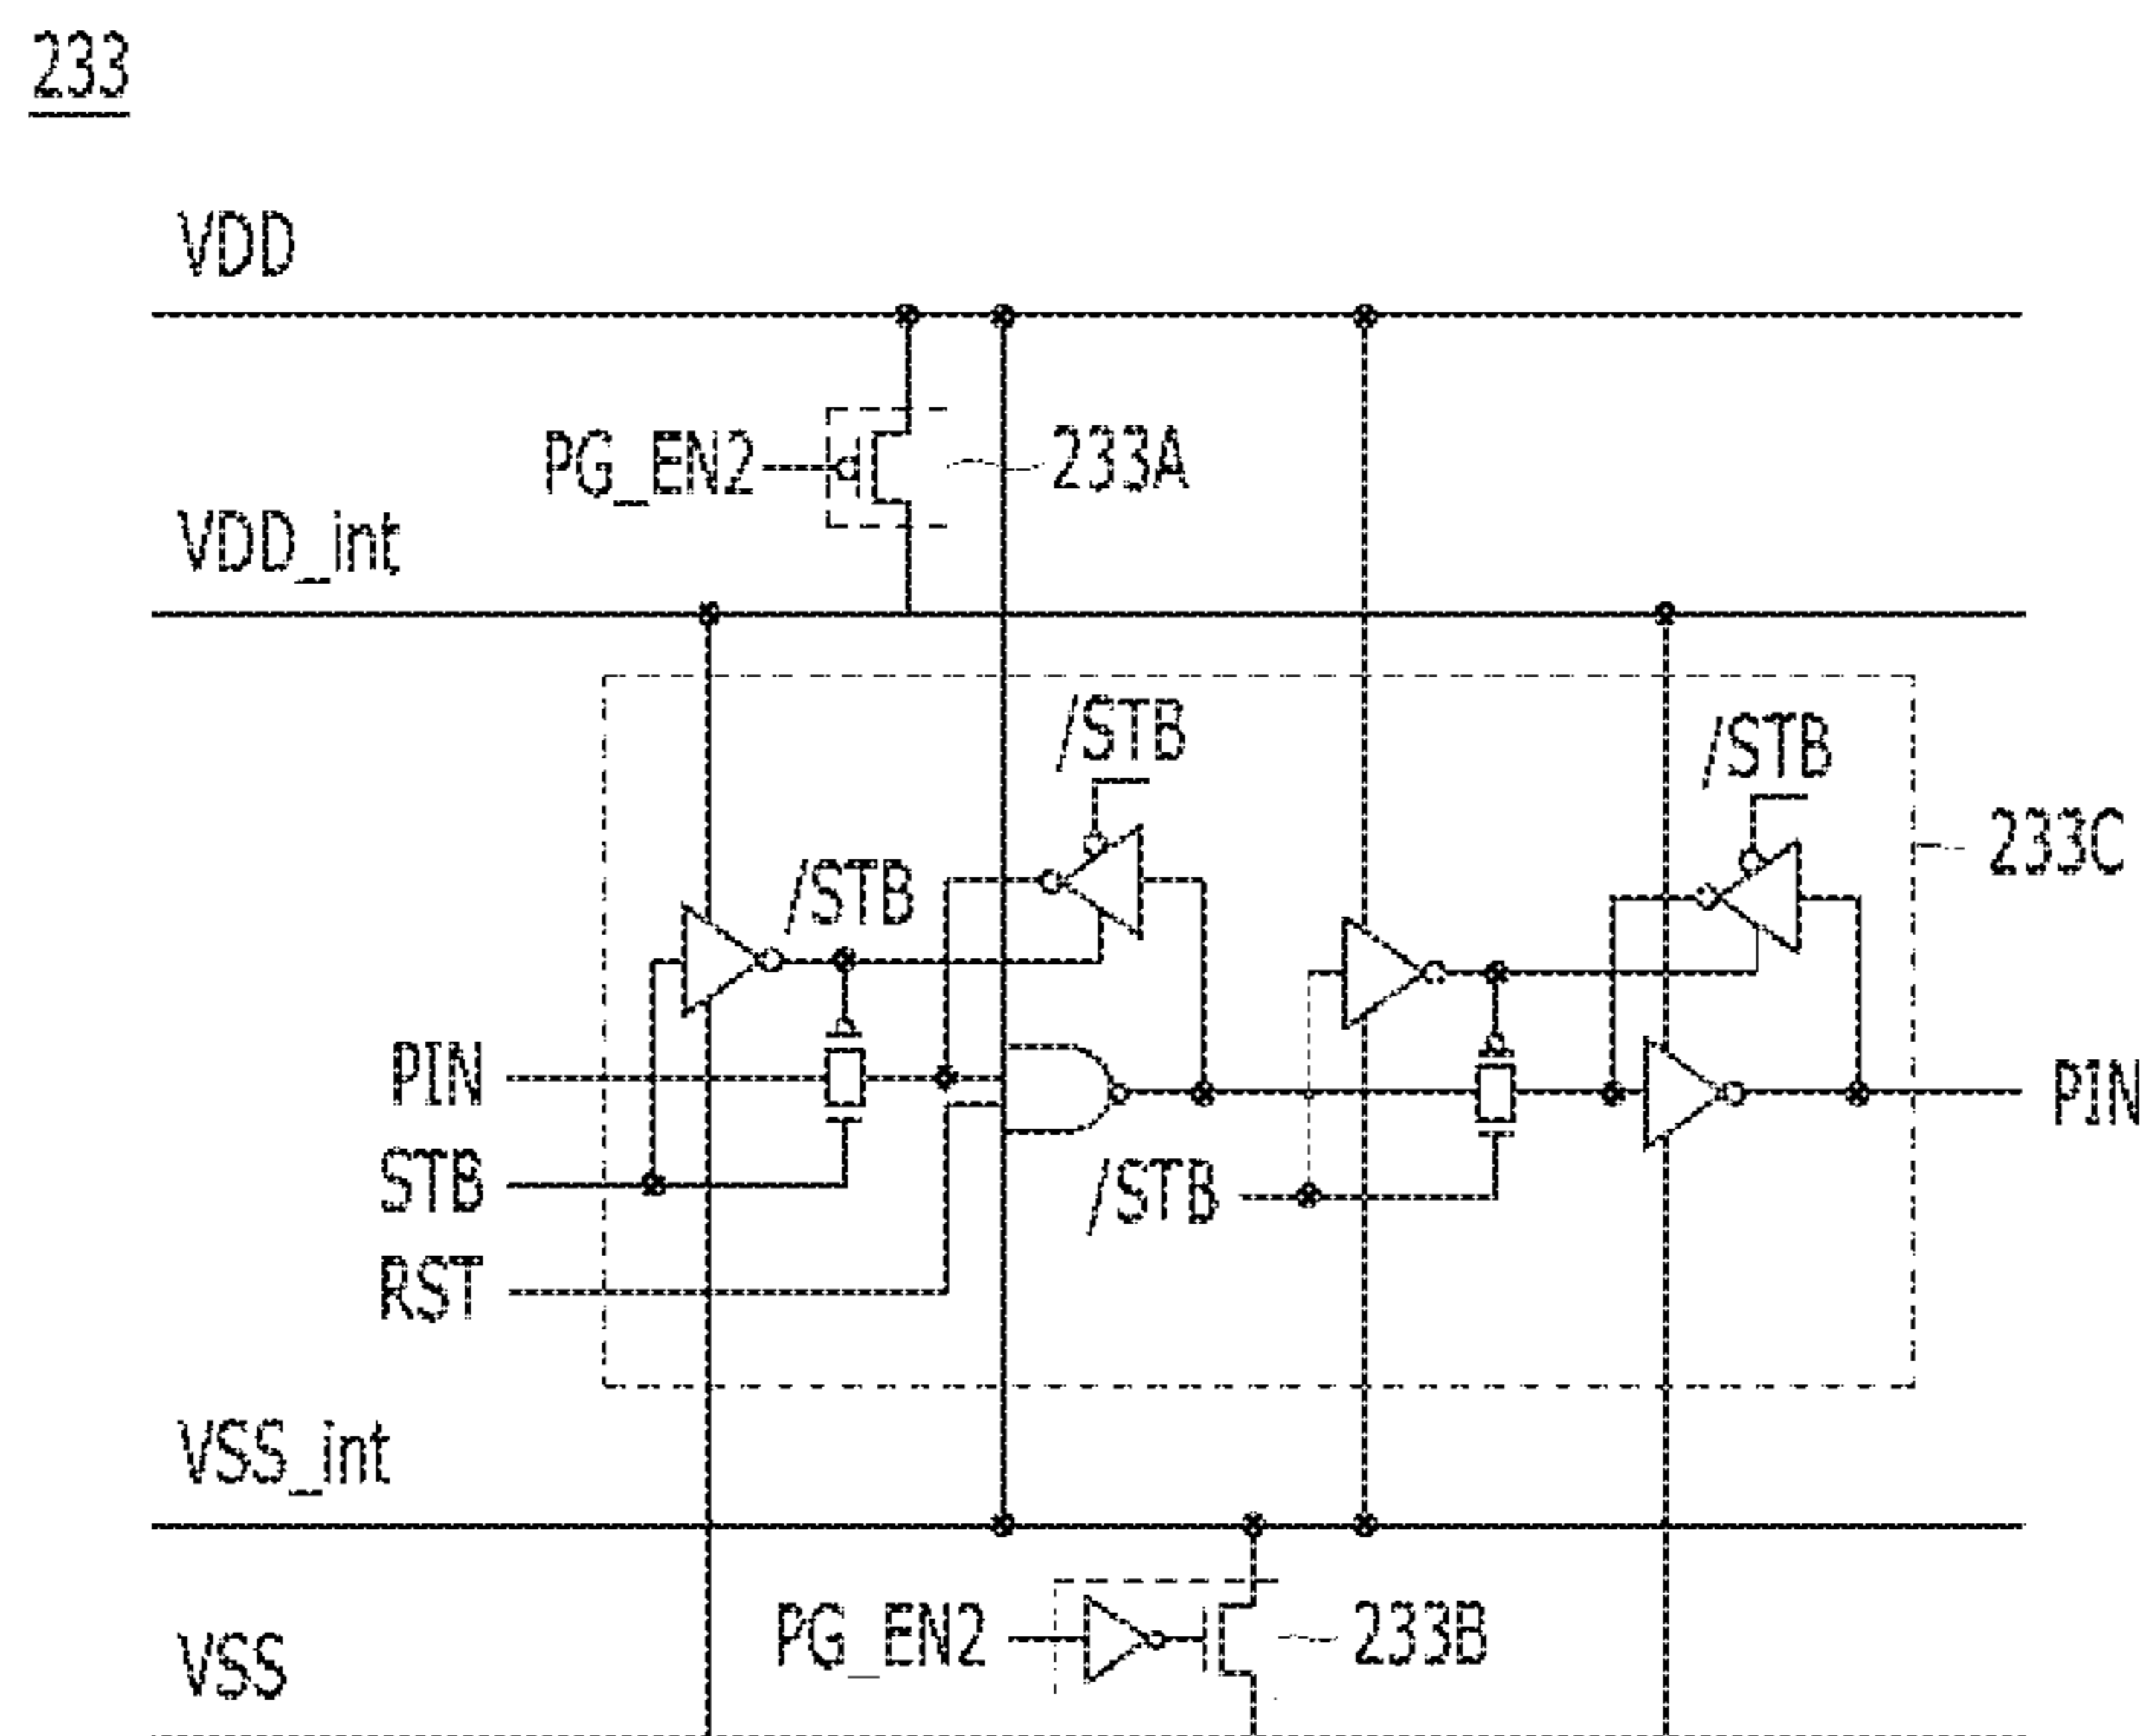 233
VDD
PG_EN2
233A
VDD_int
/STB
/STB
233C
/STB
PIN
PIN
STB
/STB
RST
VSS_int
PG_EN2
233B
VSS